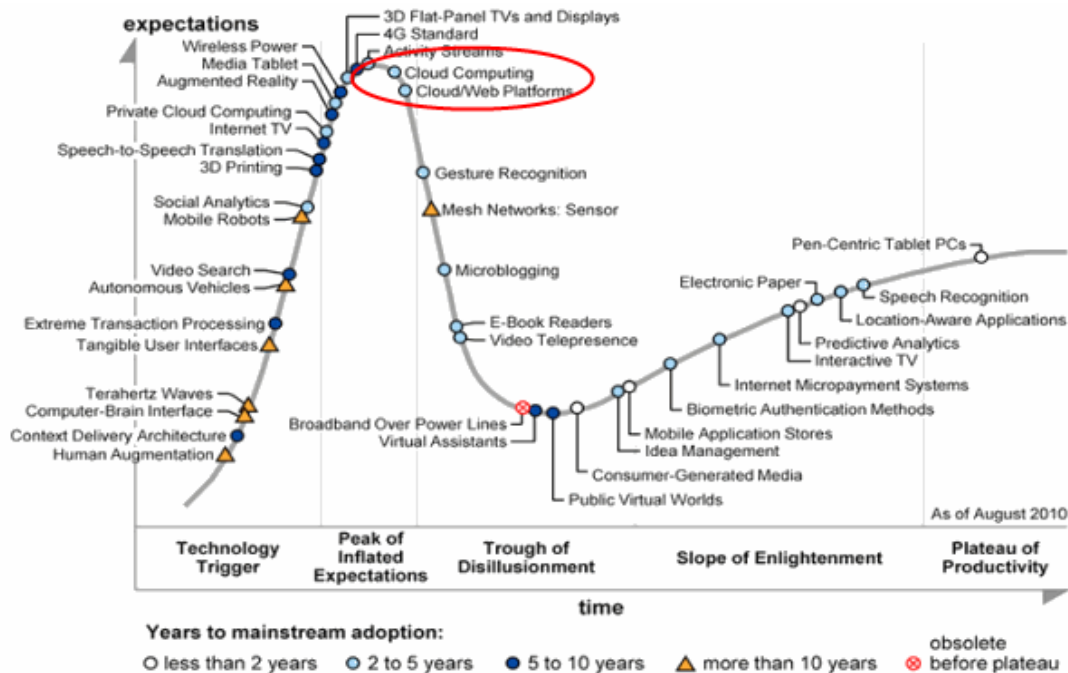 expectations
3D Flat-Panel TVs and Displays
4G Standard
Activity Streams
Wireless Power
Media Tablet
Augmented Reality
Cloud Computing
Cloud/Web Platforms
Private Cloud Computing
Internet TV
Speech-to-Speech Translation
3D Printing
Gesture Recognition
Social Analytics
Mobile Robots
Mesh Networks: Sensor
Video Search
Autonomous Vehicles
Microblogging
Extreme Transaction Processing
Tangible User Interfaces
E-Book Readers
Video Telepresence
Terahertz Waves
Computer-Brain Interface
Context Delivery Architecture
Human Augmentation
Broadband Over Power Lines
Virtual Assistants
Public Virtual Worlds
Consumer-Generated Media
Idea Management
Mobile Application Stores
Biometric Authentication Methods
Internet Micropayment Systems
Interactive TV
Predictive Analytics
Electronic Paper
Location-Aware Applications
Speech Recognition
Pen-Centric Tablet PCs
As of August 2010
Technology
Trigger
Peak of
Inflated
Expectations
Trough of
Disillusionment
Slope of Enlightenment
Plateau of
Productivity
time
Years to mainstream adoption:
less than 2 years
2 to 5 years
5 to 10 years
more than 10 years
obsolete
before plateau